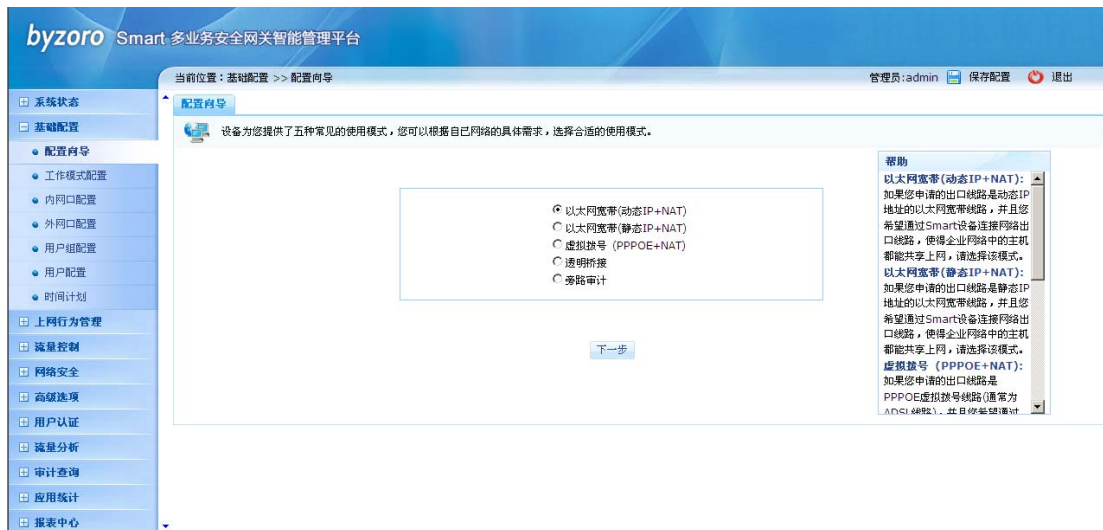 byzoro Smart 多业务安全网关智能管理平台
当前位置：基础配置 >> 配置向导
管理员:admin 保存配置 退出
系统状态
基础配置
配置向导
工作模式配置
内网口配置
外网口配置
用户组配置
用户配置
时间计划
上网行为管理
流量控制
网络安全
高级选项
用户认证
流量分析
审计查询
应用统计
报表中心
配置向导
设备为您提供了五种常见的使用模式，您可以根据自己网络的具体需求，选择合适的使用模式。
以太网宽带(动态IP+NAT)
以太网宽带(静态IP+NAT)
虚拟拨号 (PPPOE+NAT)
透明桥接
旁路审计
下一步
帮助
以太网宽带(动态IP+NAT):
如果您申请的出口线路是动态IP
地址的以太网宽带线路，并且您
希望通过Smart设备连接网络出
口线路，使得企业网络中的主机
都能共享上网，请选择该模式。
以太网宽带(静态IP+NAT):
如果您申请的出口线路是静态IP
地址的以太网宽带线路，并且您
希望通过Smart设备连接网络出
口线路，使得企业网络中的主机
都能共享上网，请选择该模式。
虚拟拨号 (PPPOE+NAT):
如果您申请的出口线路是
PPPOE虚拟拨号线路(通常为
ADSL线路)，并且您希望通过